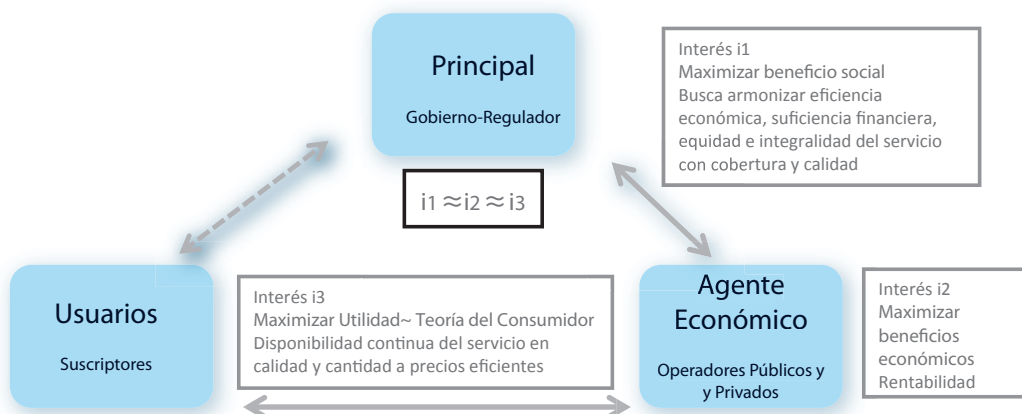 Principal
Gobierno-Regulador
Interés i1
Maximizar beneficio social
Busca armonizar eficiencia
económica, suficiencia financiera,
equidad e integralidad del servicio
con cobertura y calidad
i1 ≈i2 ≈ i3
Usuarios
Suscriptores
Interés i3
Maximizar Utilidad~ Teoría del Consumidor
Disponibilidad continua del servicio en
calidad y cantidad a precios eficientes
Agente
Económico
Operadores Públicos y
y Privados
Interés i2
Maximizar
beneficios
económicos
Rentabilidad